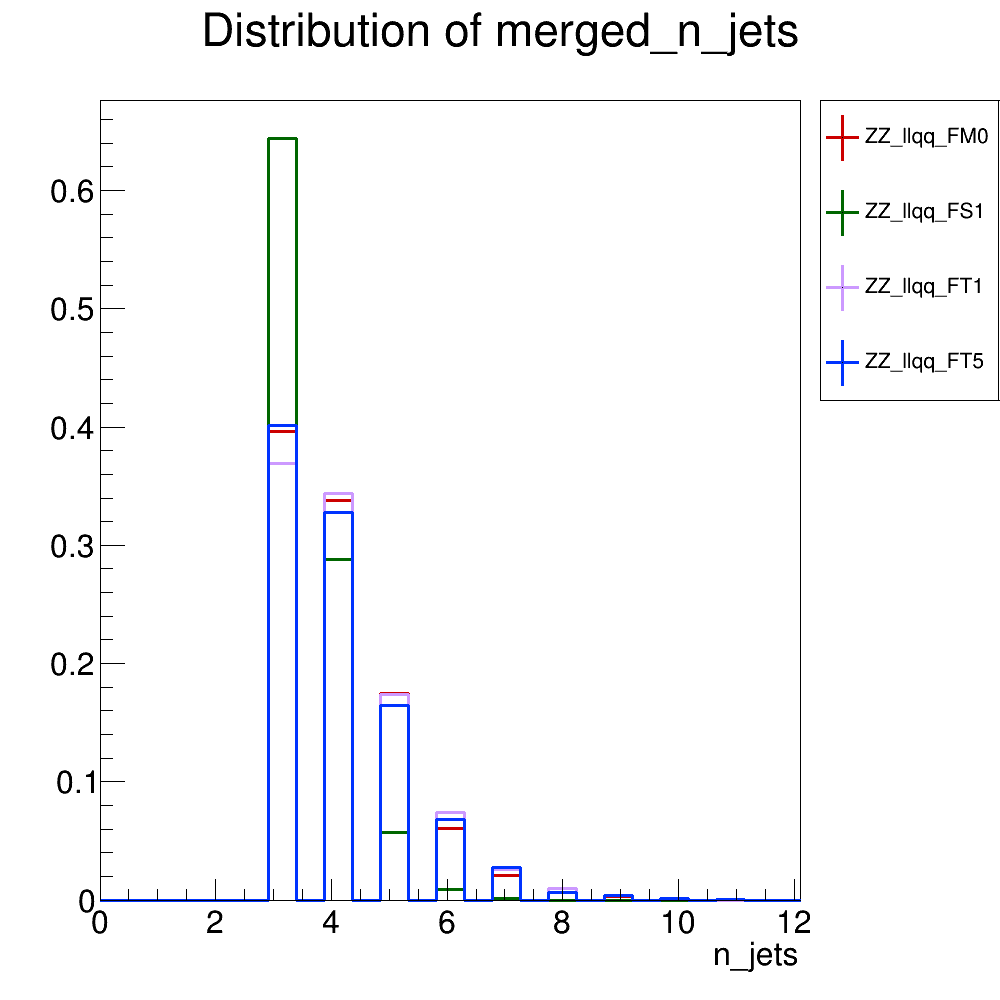 Distribution of merged_n_jets
ZZ_llqq_FM0
ZZ_llqq_FS1
ZZ_llqq_FT1
ZZ_llqq_FT5
0.6
0.5
0.4
0.3
0.2
0.1
0
0 2 4 6 8 10 12
n_jets